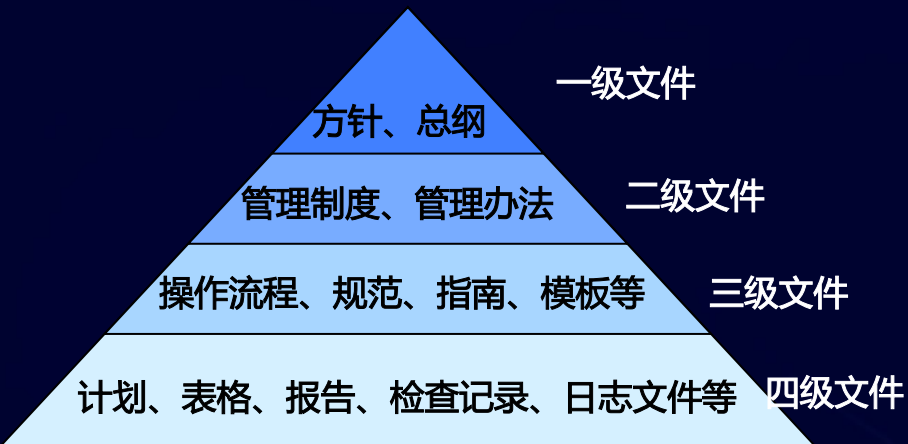 一级文件
方针、总纲
二级文件
管理制度、管理办法
三级文件
操作流程、规范、指南、模板等
四级文件
计划、表格、报告、检查记录、日志文件等